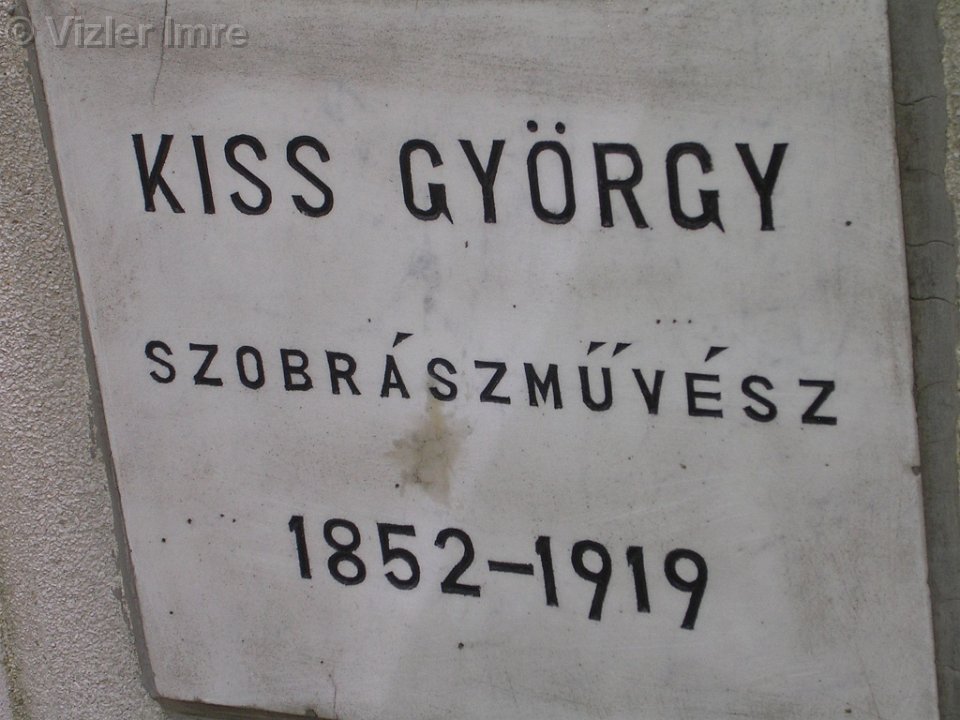 © Vizler Imre
KISS GYÖRGY
SZOBRÁSZMŰVÉSZ
1852-1919